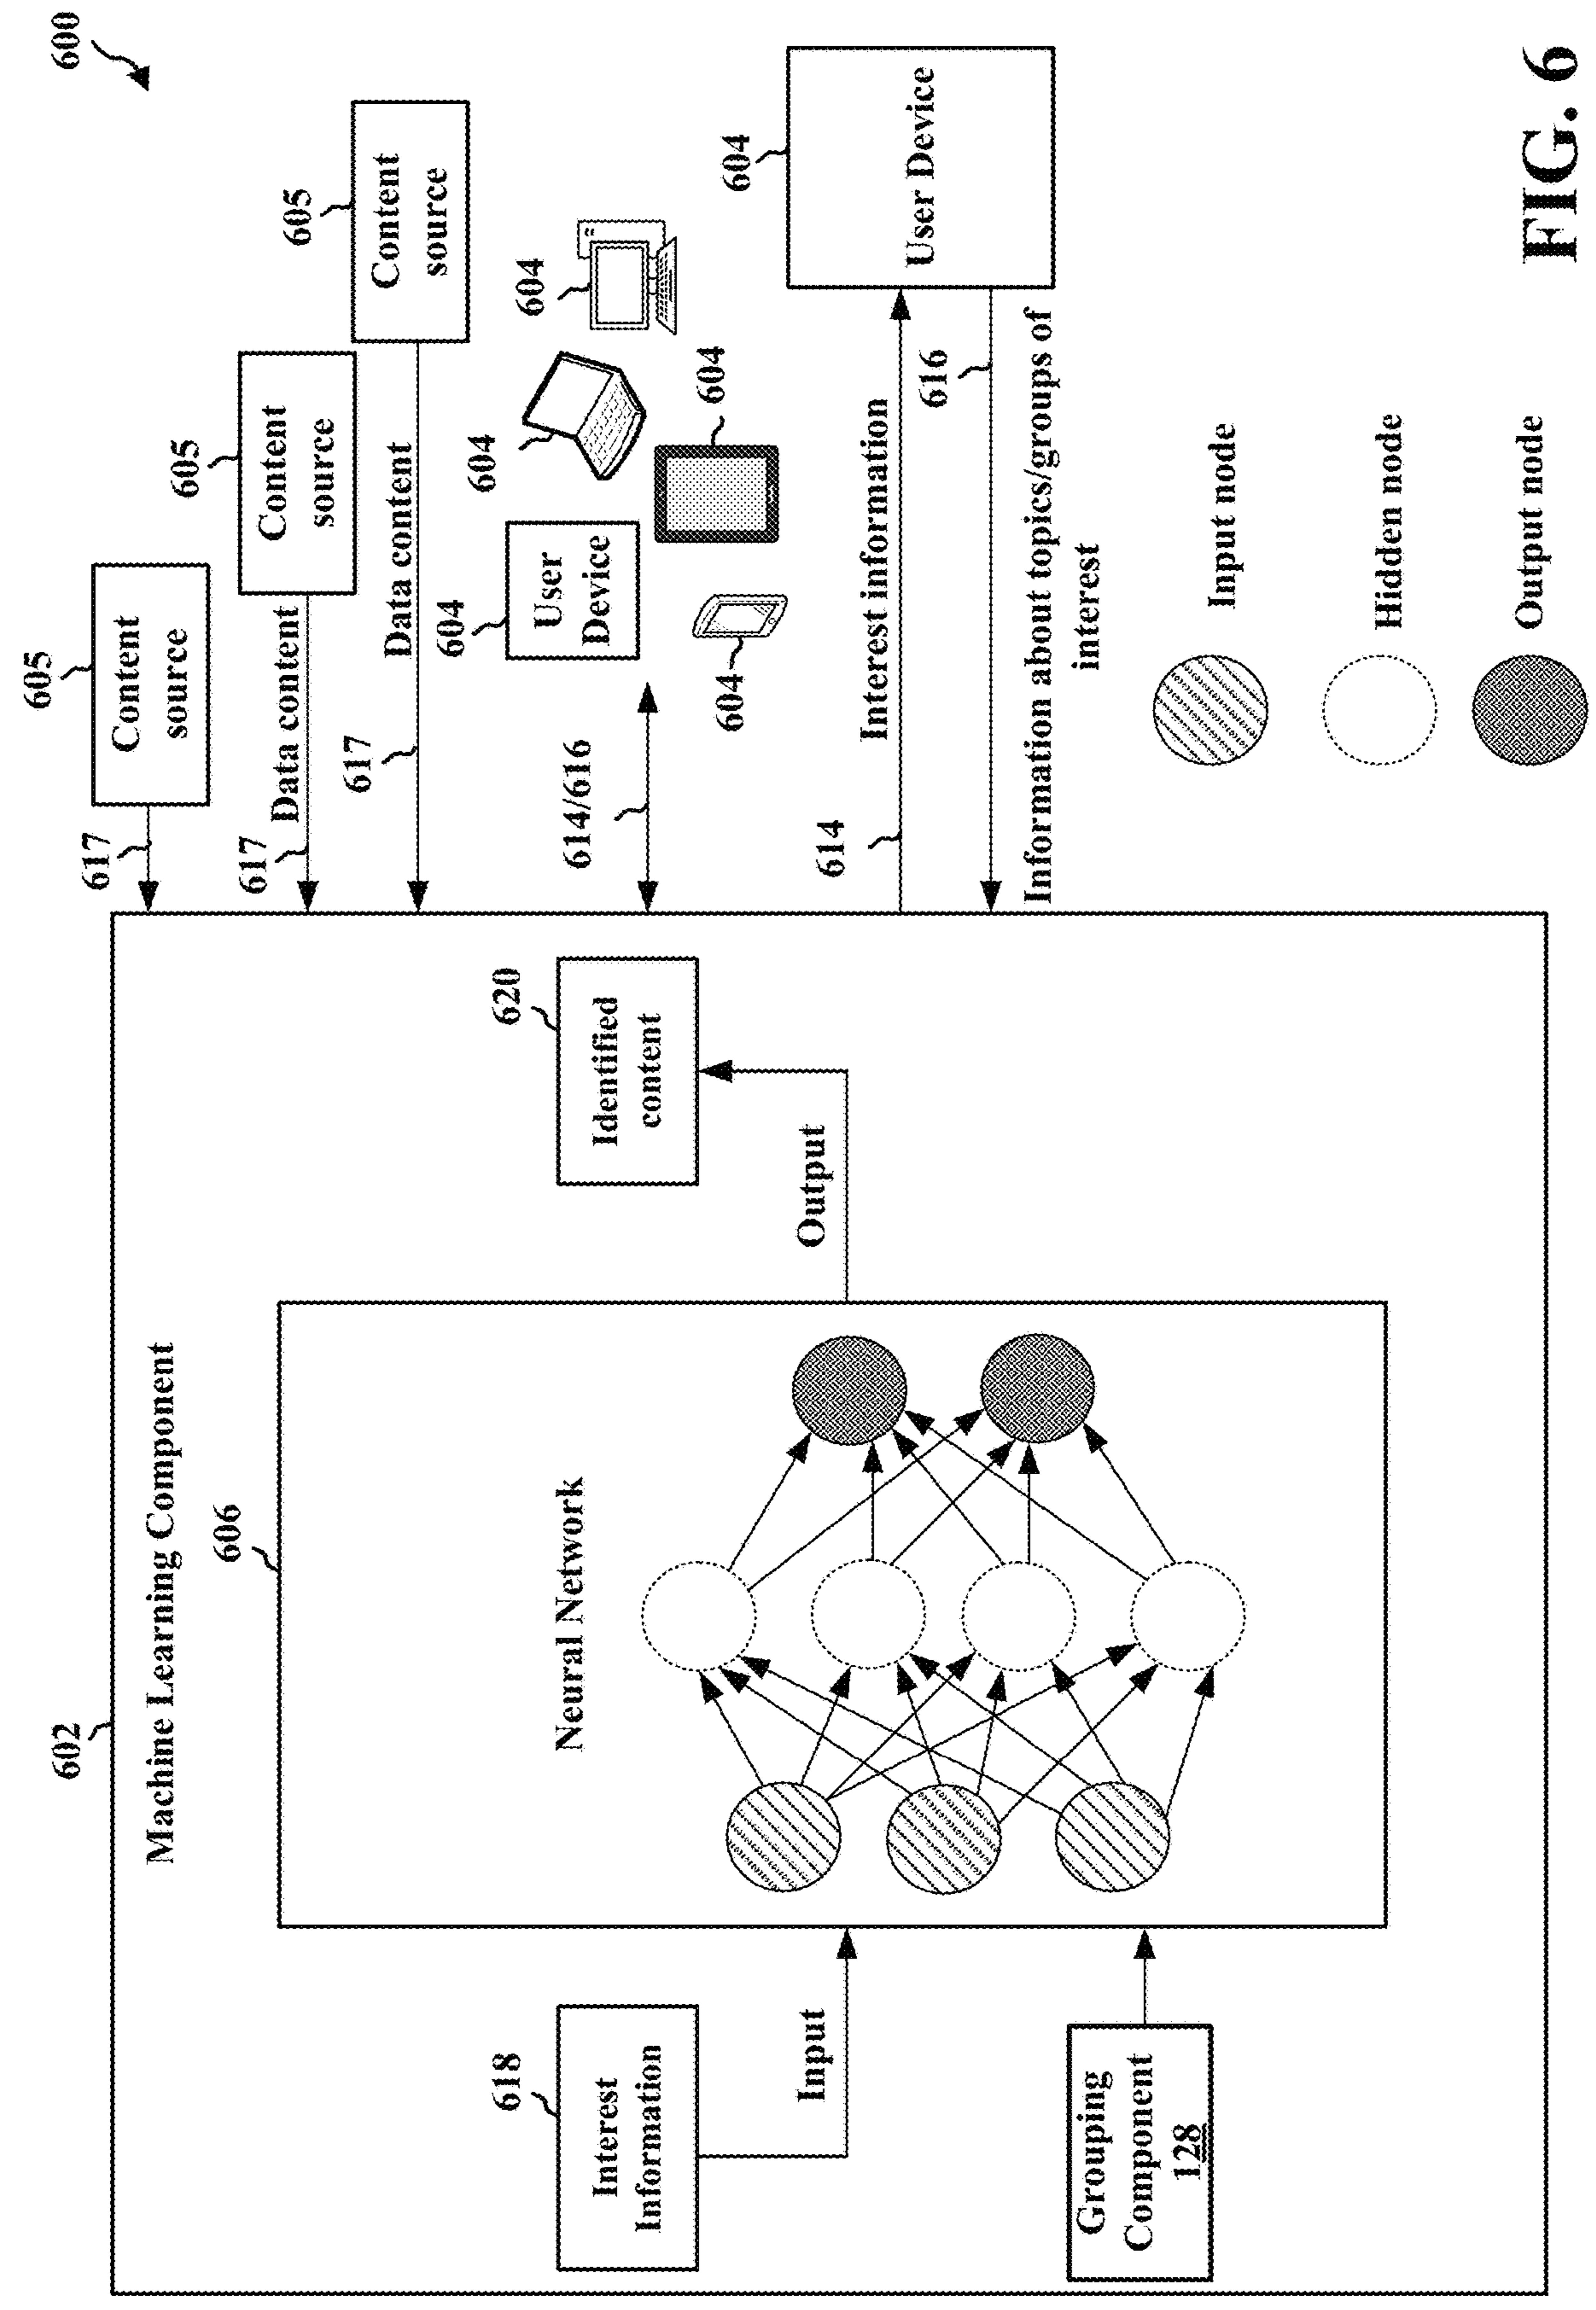 600
602
Machine Learning Component
606
Neural Network
618
Interest
Information
Input
Grouping
Component
128
Output
620
Identified
content
605
Content
source
617
605
Content
source
Data content
617
605
Content
source
Data content
617
604
User
Device
604
604
604
604
614/616
604
User Device
Interest information
614
616
Information about topics/groups of
interest
Input node
Hidden node
Output node
FIG. 6